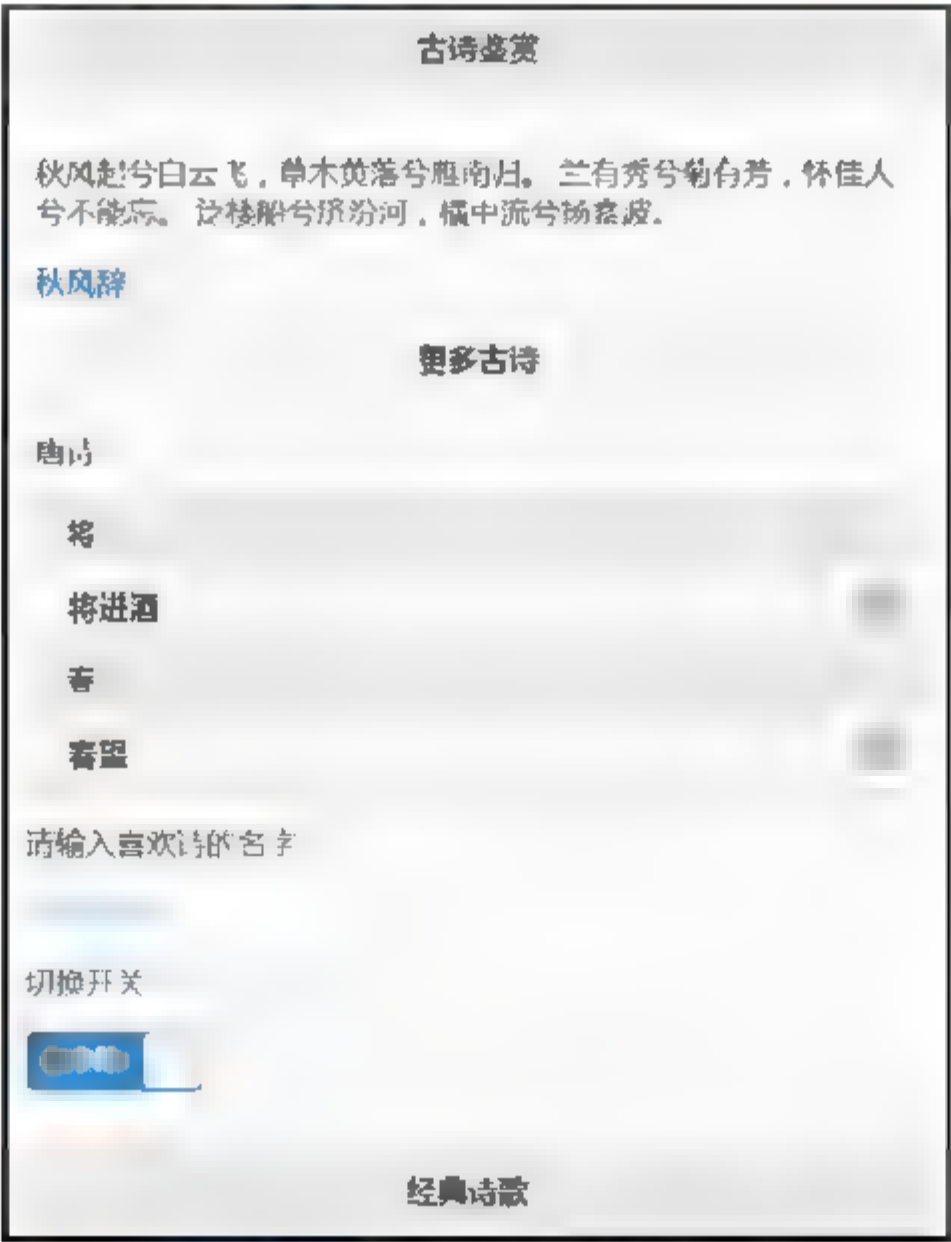 古诗鉴赏
秋风起兮白云飞，草木黄落兮雁南归。 兰有秀兮菊有芳，怀佳人
兮不能忘。 泛楼船兮济汾河，横中流兮扬素波。
秋风辞
更多古诗
唐诗
将
将进酒
春
春望
请输入喜欢诗的名字
切换开关
经典诗歌